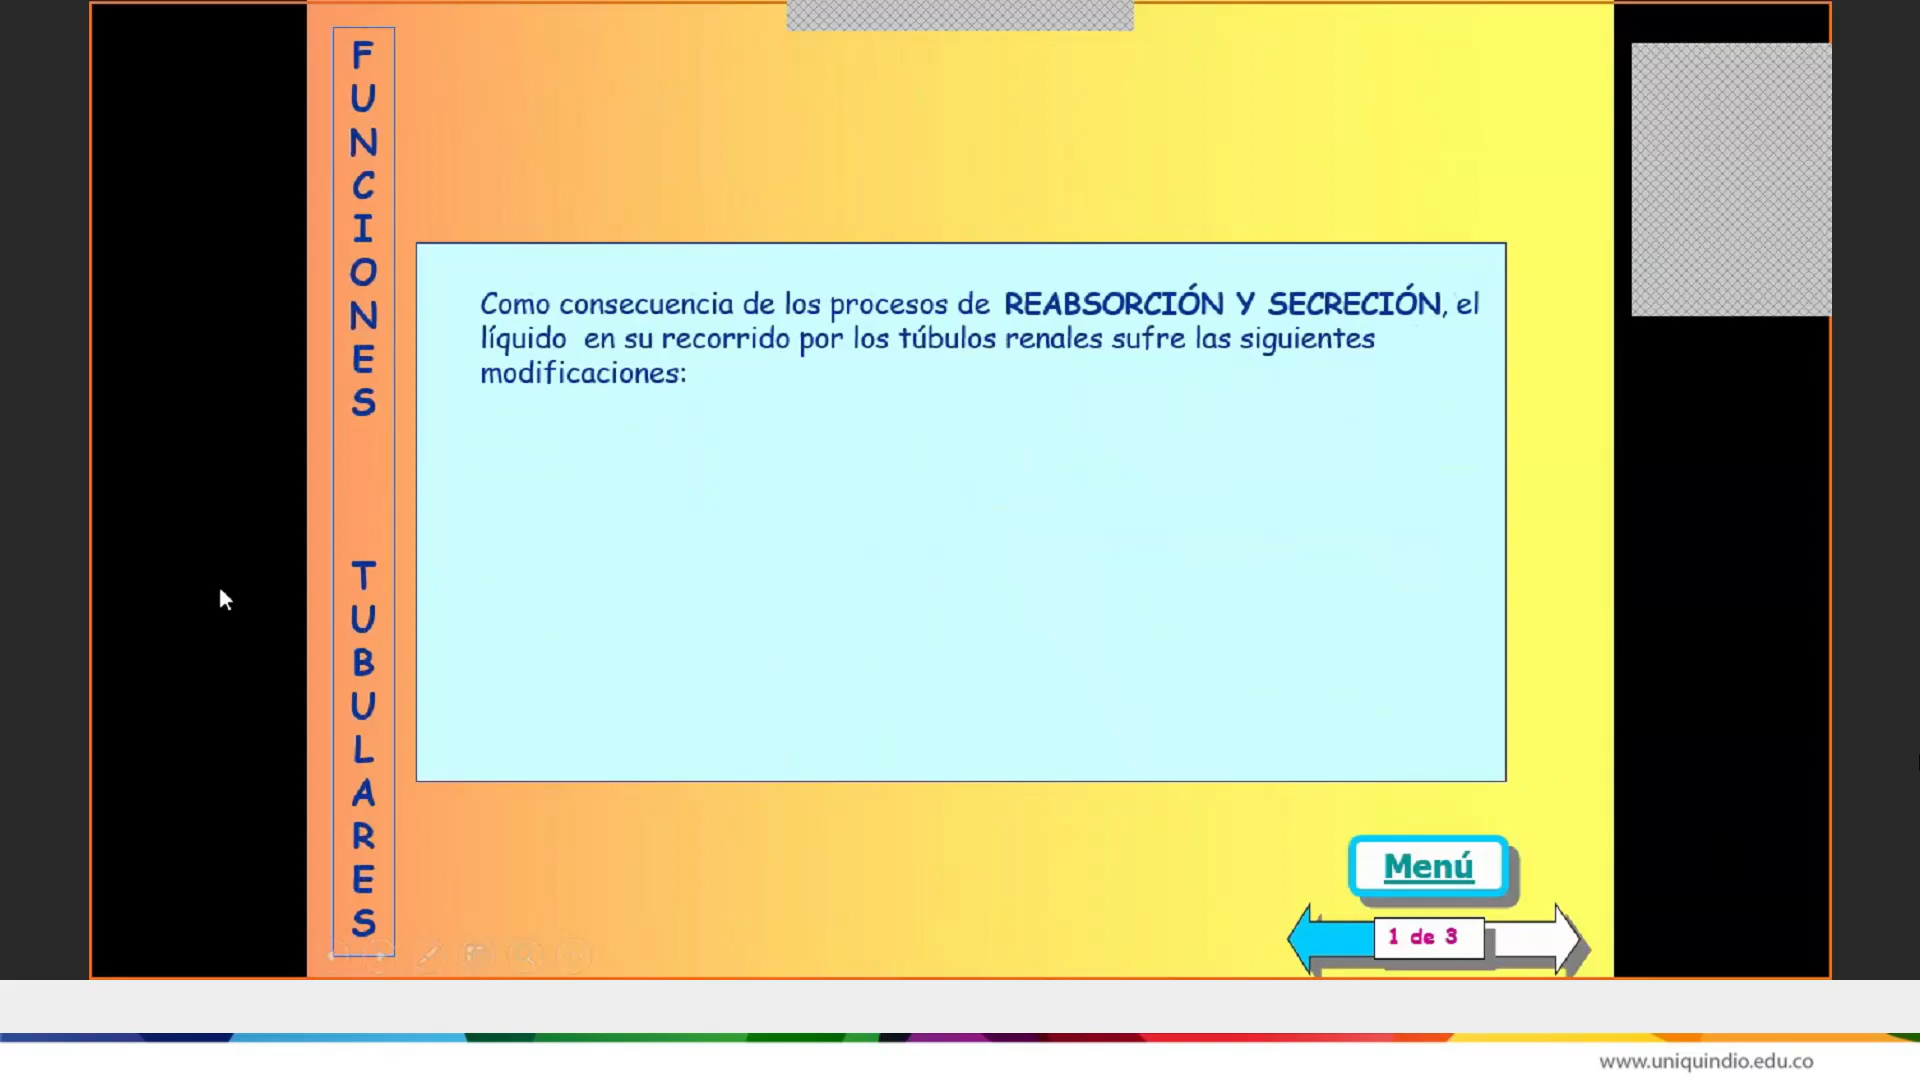 FUNCIONES
TUBULARES
Como consecuencia de los procesos de REABSORCIÓN Y SECRECIÓN, el
líquido en su recorrido por los túbulos renales sufre las siguientes
modificaciones:
Menú
1 de 3
www.uniquindio.edu.co